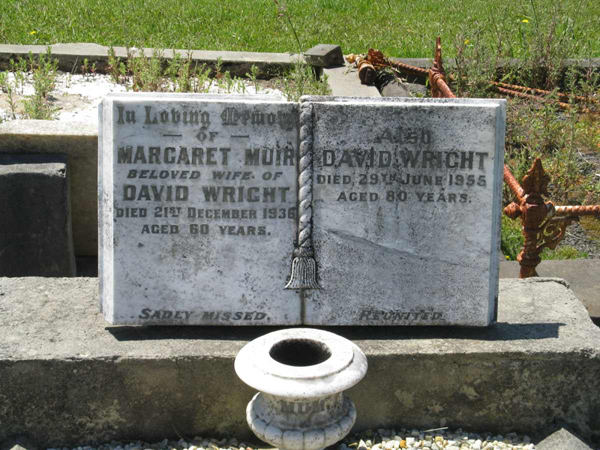 In Loving Memory
OF
MARGARET MUIR
BELOVED WIFE OF
DAVID WRIGHT
DIED 21ST DECEMBER 1936
AGED 60 YEARS.
SADLY MISSED.
ALSO
DAVID WRIGHT
DIED 29TH JUNE 1955
AGED 80 YEARS.
REUNITED
MUM